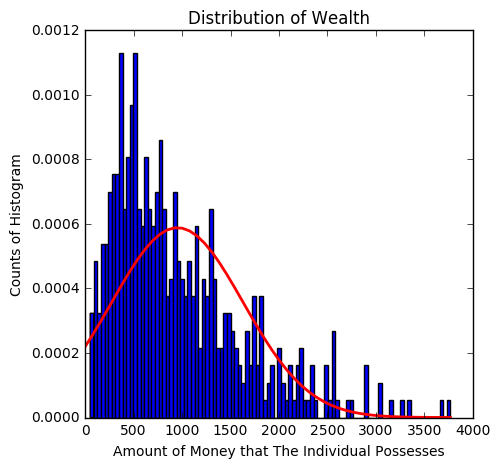 Distribution of Wealth
0.0012
0.0010
0.0008
0.0006
0.0004
0.0002
0.0000
Counts of Histogram
0 500 1000 1500 2000 2500 3000 3500 4000
Amount of Money that The Individual Possesses